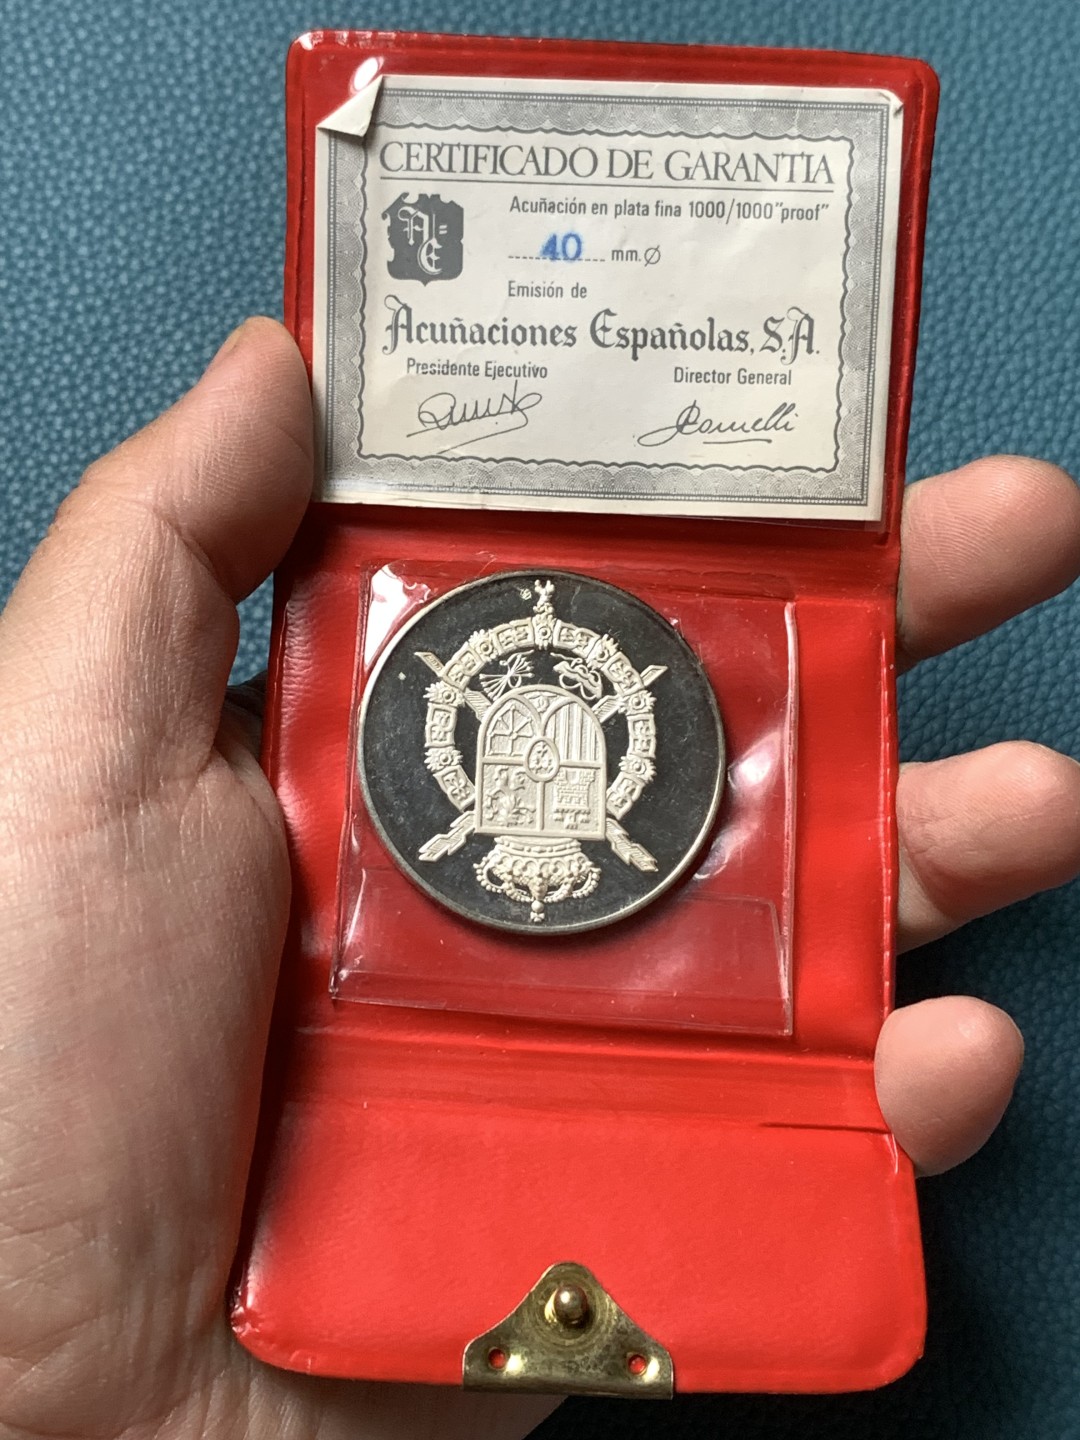 CERTIFICADO DE GARANTIA
Acuñación en plata fina 1000/1000 "proof"
A E
40 mm. Ø
Emisión de
Acuñaciones Españolas, S.A.
Presidente Ejecutivo Director General